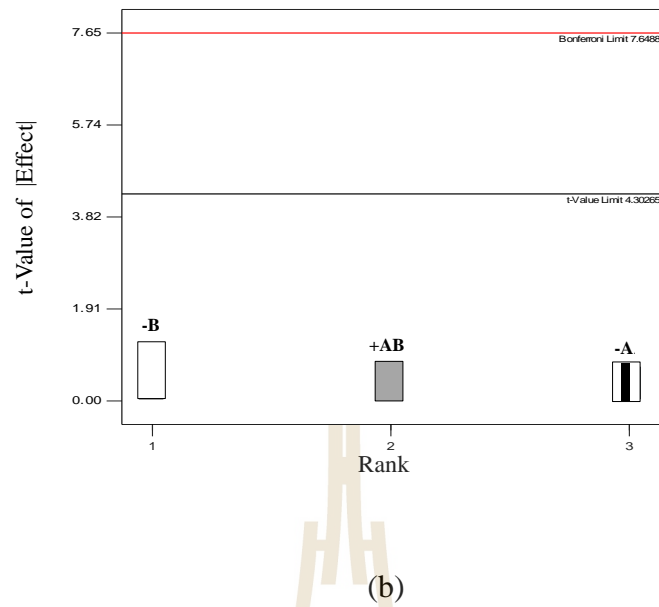 7.65
Bonferroni Limit 7.6488
5.74
t-Value of |Effect|
t-Value Limit 4.30265
3.82
1.91
-B
+AB
-A
0.00
1
2
3
Rank
(b)